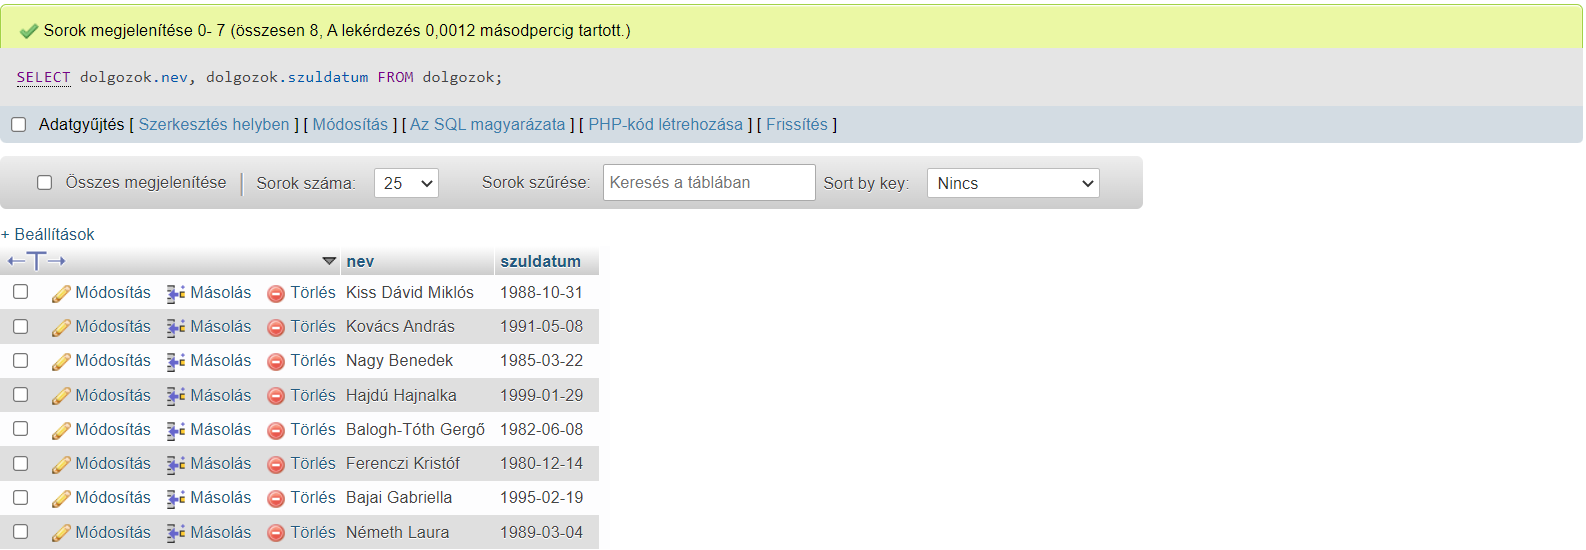 Sorok megjelenítése 0- 7 (összesen 8, A lekérdezés 0,0012 másodpercig tartott.)
SELECT dolgozok.nev, dolgozok.szuldatum FROM dolgozok;
Adatgyűjtés [ Szerkesztés helyben ] [ Módosítás ] [ Az SQL magyarázata ] [ PHP-kód létrehozása ] [ Frissítés ]
Összes megjelenítése | Sorok száma: 25 Sorok szűrése: Keresés a táblában Sort by key: Nincs
+ Beállítások
←T→ nev szuldatum
Módosítás Másolás Törlés Kiss Dávid Miklós 1988-10-31
Módosítás Másolás Törlés Kovács András 1991-05-08
Módosítás Másolás Törlés Nagy Benedek 1985-03-22
Módosítás Másolás Törlés Hajdú Hajnalka 1999-01-29
Módosítás Másolás Törlés Balogh-Tóth Gergő 1982-06-08
Módosítás Másolás Törlés Ferenczi Kristóf 1980-12-14
Módosítás Másolás Törlés Bajai Gabriella 1995-02-19
Módosítás Másolás Törlés Németh Laura 1989-03-04